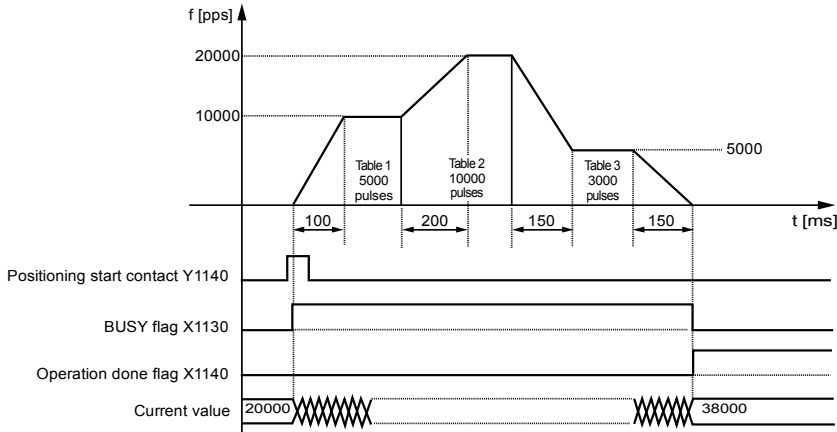 f [pps]
20000
10000
5000
Table 1
5000
pulses
Table 2
10000
pulses
Table 3
3000
pulses
100
200
150
150
t [ms]
Positioning start contact Y1140
BUSY flag X1130
Operation done flag X1140
Current value
20000
38000